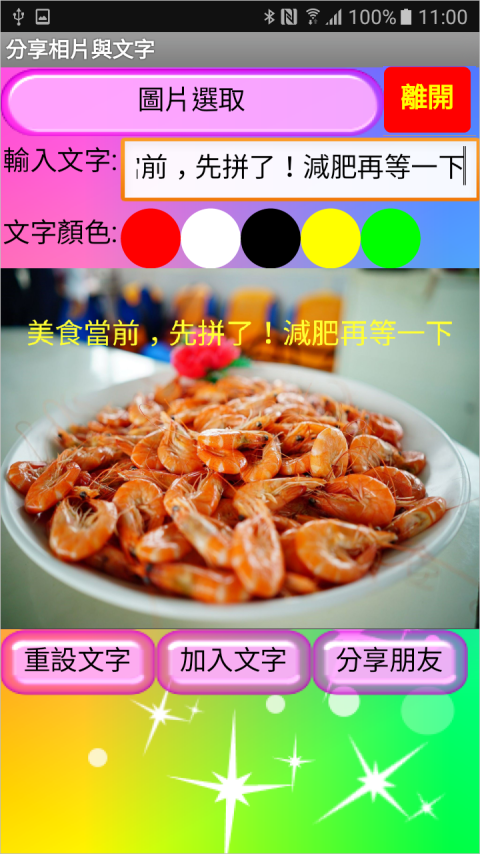 100% 11:00
分享相片與文字
圖片選取 離開
輸入文字: 前，先拼了！減肥再等一下
文字顏色:
美食當前，先拼了！減肥再等一下
重設文字 加入文字 分享朋友